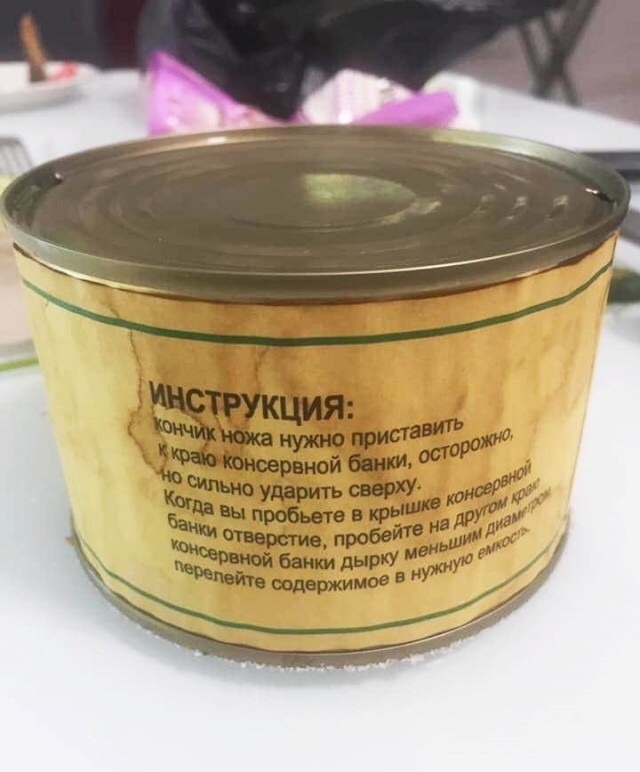 ИНСТРУКЦИЯ:
кончик ножа нужно приставить
к краю консервной банки, осторожно,
но сильно ударить сверху.
Когда вы пробьете в крышке консервной
банки отверстие, пробейте на другом краю
консервной банки дырку меньшим диаметром,
перелейте содержимое в нужную емкость.